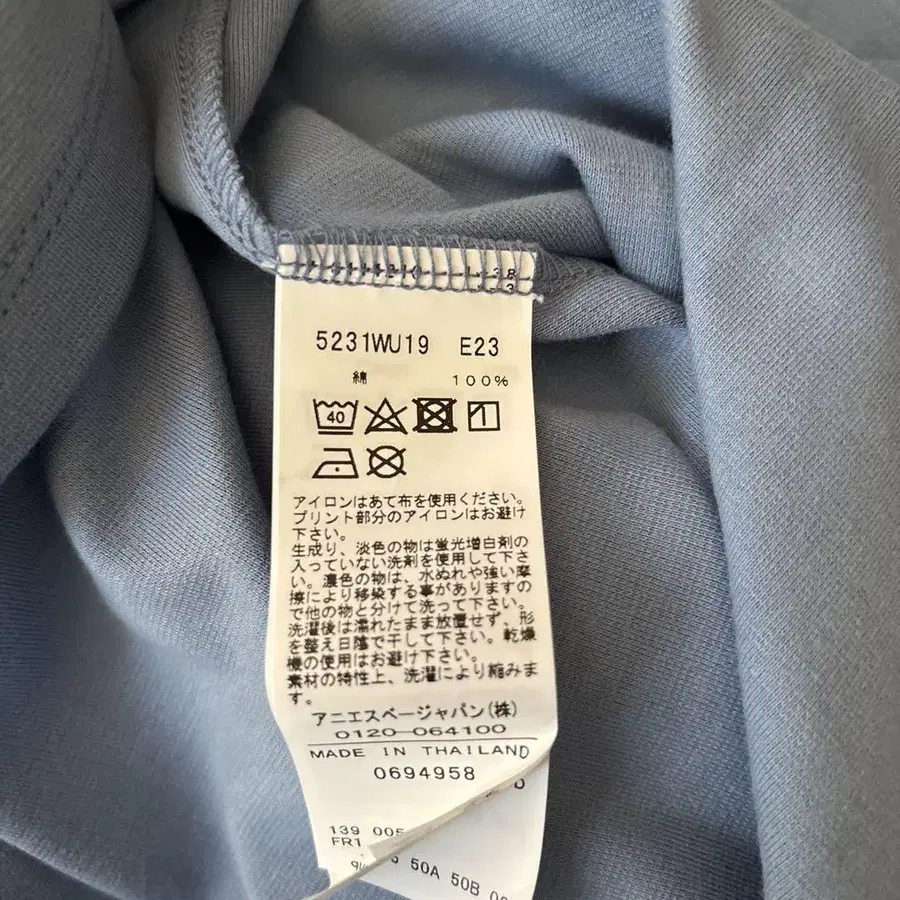 5231WU19 E23
綿 100%
40
アイロンはあて布を使用ください。
プリント部分のアイロンはお避け
下さい。
生成り、淡色の物は蛍光増白剤の
入っていない洗剤を使用して下さ
い。濃色の物は、水ぬれや強い摩
擦により移染する事がありますの
で他の物と分けて洗って下さい。
洗濯後は濡れたまま放置せず、形
を整え日陰で干して下さい。乾燥
機の使用はお避け下さい。
素材の特性上、洗濯により縮みま
す。
アニエスベージャパン(株)
0120-064100
MADE IN THAILAND
0694958
139 005
FR1
50A 50B